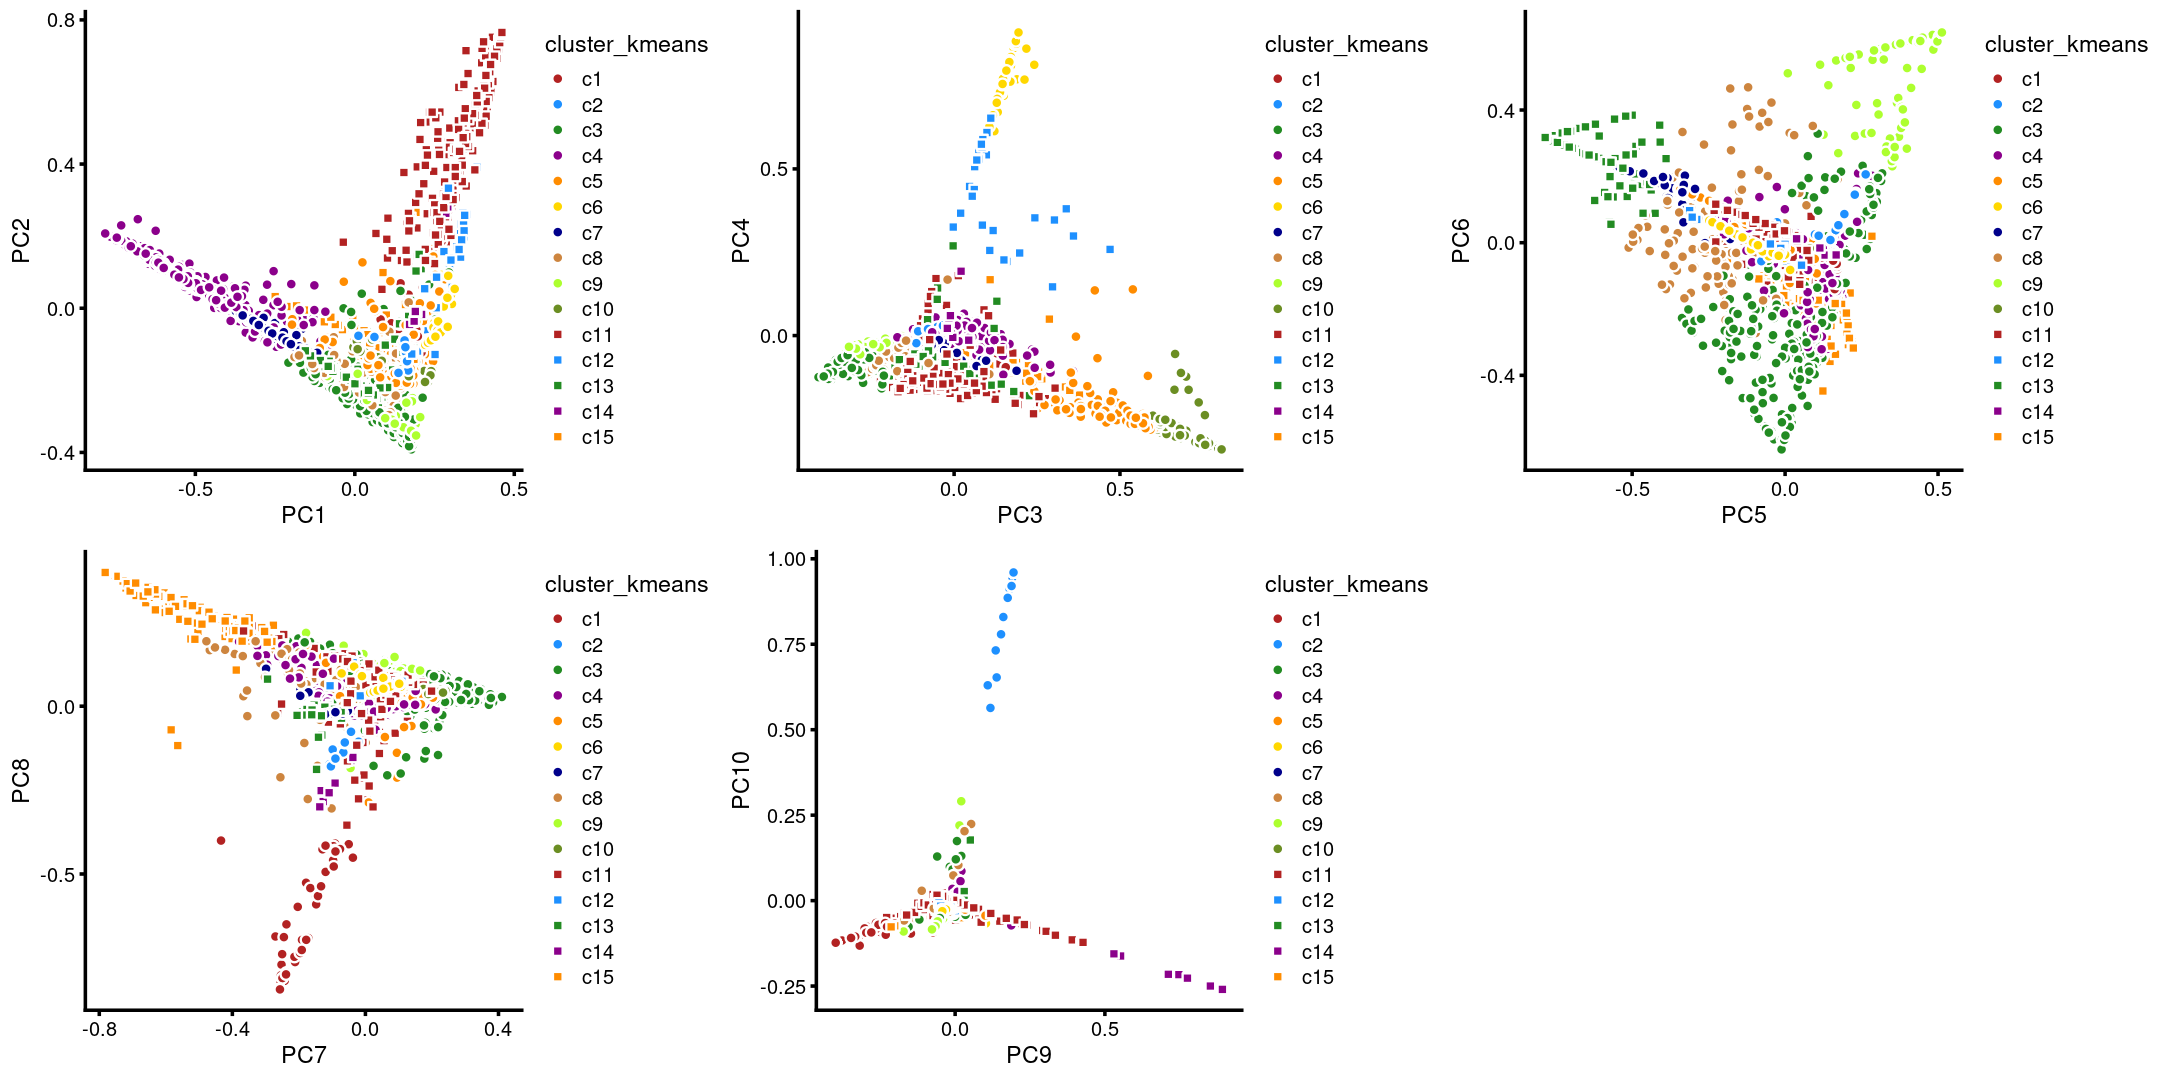 0.8
0.4
0.0
-0.4
PC2
-0.5
0.0
0.5
PC1
cluster_kmeans
c1
c2
c3
c4
c5
c6
c7
c8
c9
c10
c11
c12
c13
c14
c15
0.5
0.0
PC4
0.0
0.5
PC3
cluster_kmeans
c1
c2
c3
c4
c5
c6
c7
c8
c9
c10
c11
c12
c13
c14
c15
0.4
0.0
-0.4
PC6
-0.5
0.0
0.5
PC5
cluster_kmeans
c1
c2
c3
c4
c5
c6
c7
c8
c9
c10
c11
c12
c13
c14
c15
0.0
-0.5
PC8
-0.8
-0.4
0.0
0.4
PC7
cluster_kmeans
c1
c2
c3
c4
c5
c6
c7
c8
c9
c10
c11
c12
c13
c14
c15
1.00
0.75
0.50
0.25
0.00
-0.25
PC10
0.0
0.5
PC9
cluster_kmeans
c1
c2
c3
c4
c5
c6
c7
c8
c9
c10
c11
c12
c13
c14
c15